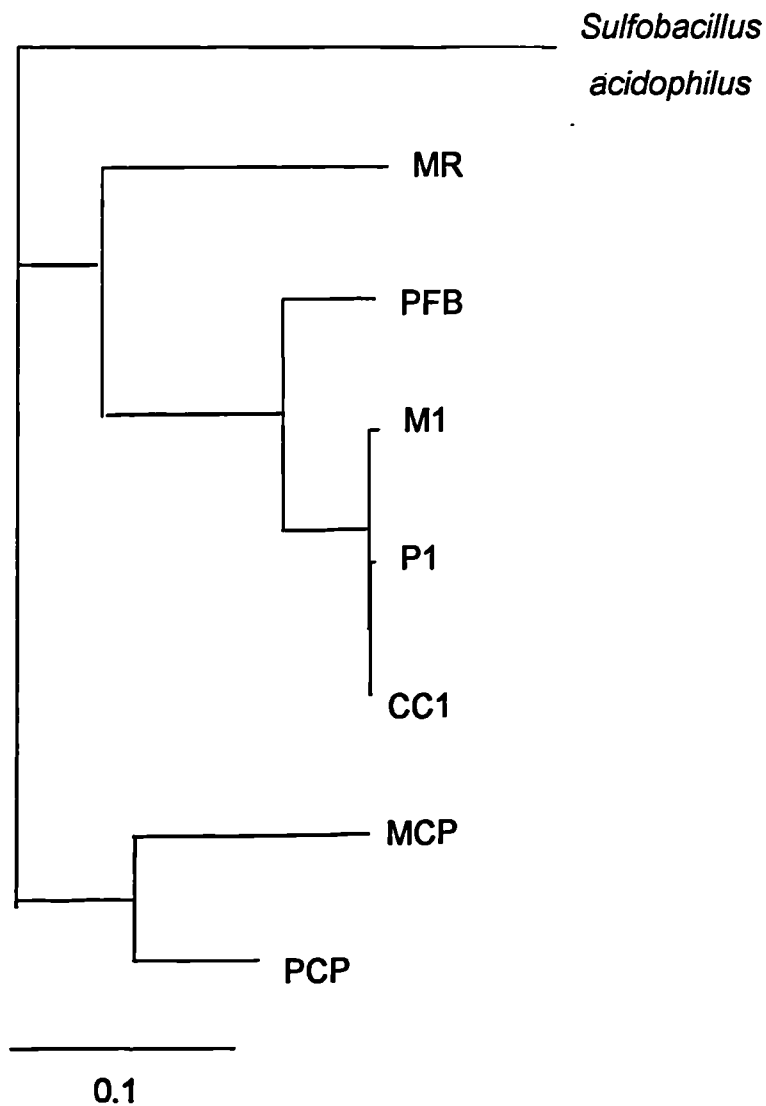 Sulfobacillus
acidophilus
MR
PFB
M1
P1
CC1
MCP
PCP
0.1